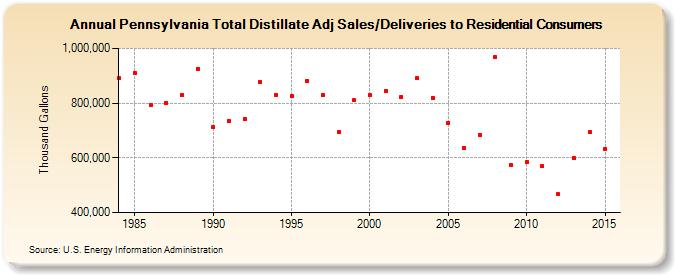 Annual Pennsylvania Total Distillate Adj Sales/Deliveries to Residential Consumers
Thousand Gallons
1,000,000
800,000
600,000
400,000
1985 1990 1995 2000 2005 2010 2015
Source: U.S. Energy Information Administration